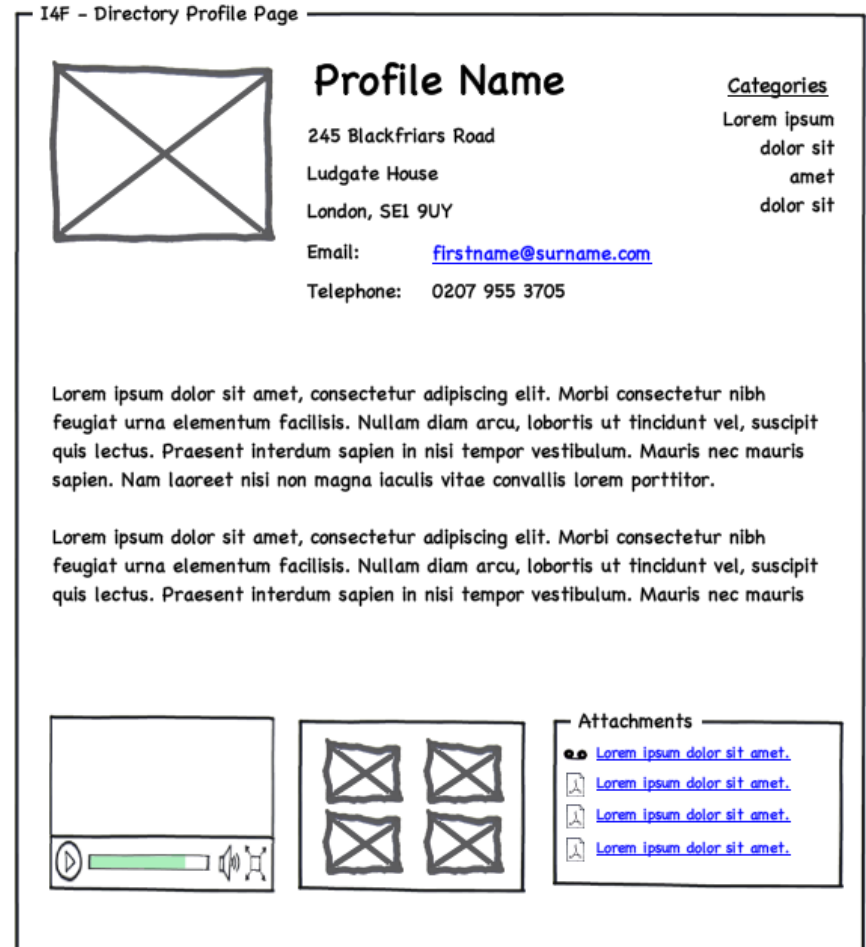 I4F - Directory Profile Page
Profile Name
245 Blackfriars Road
Ludgate House
London, SE1 9UY
Email: firstname@surname.com
Telephone: 0207 955 3705
Categories
Lorem ipsum
dolor sit
amet
dolor sit
Lorem ipsum dolor sit amet, consectetur adipiscing elit. Morbi consectetur nibh
feugiat urna elementum facilisis. Nullam diam arcu, lobortis ut tincidunt vel, suscipit
quis lectus. Praesent interdum sapien in nisi tempor vestibulum. Mauris nec mauris
sapien. Nam laoreet nisi non magna iaculis vitae convallis lorem porttitor.
Lorem ipsum dolor sit amet, consectetur adipiscing elit. Morbi consectetur nibh
feugiat urna elementum facilisis. Nullam diam arcu, lobortis ut tincidunt vel, suscipit
quis lectus. Praesent interdum sapien in nisi tempor vestibulum. Mauris nec mauris
Attachments
Lorem ipsum dolor sit amet.
Lorem ipsum dolor sit amet.
Lorem ipsum dolor sit amet.
Lorem ipsum dolor sit amet.